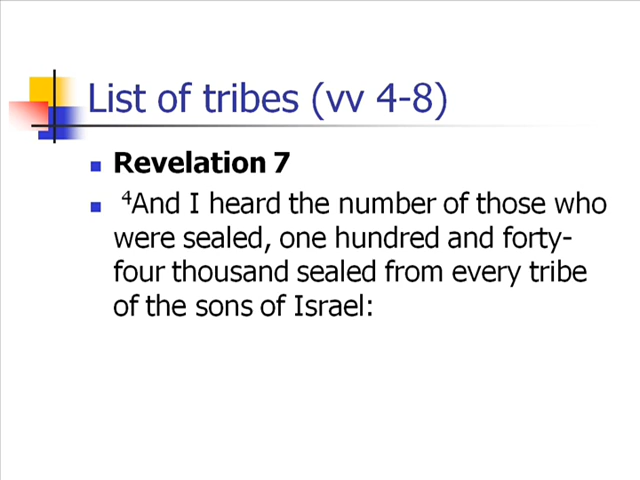 List of tribes (vv 4-8)
Revelation 7
⁴And I heard the number of those who
were sealed, one hundred and forty-
four thousand sealed from every tribe
of the sons of Israel: